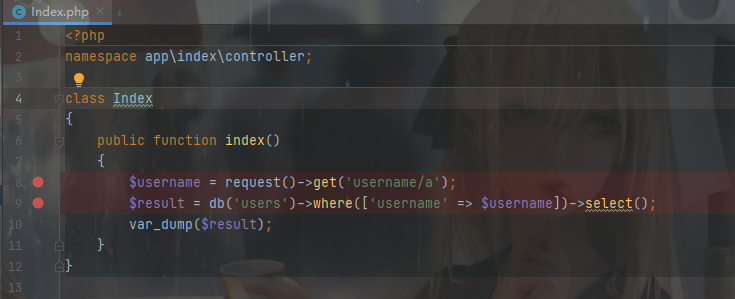 Index.php
1 <?php
2 namespace app\index\controller;
3
4 class Index
5 {
6     public function index()
7     {
8         $username = request()->get('username/a');
9         $result = db('users')->where(['username' => $username])->select();
10         var_dump($result);
11     }
12 }
13